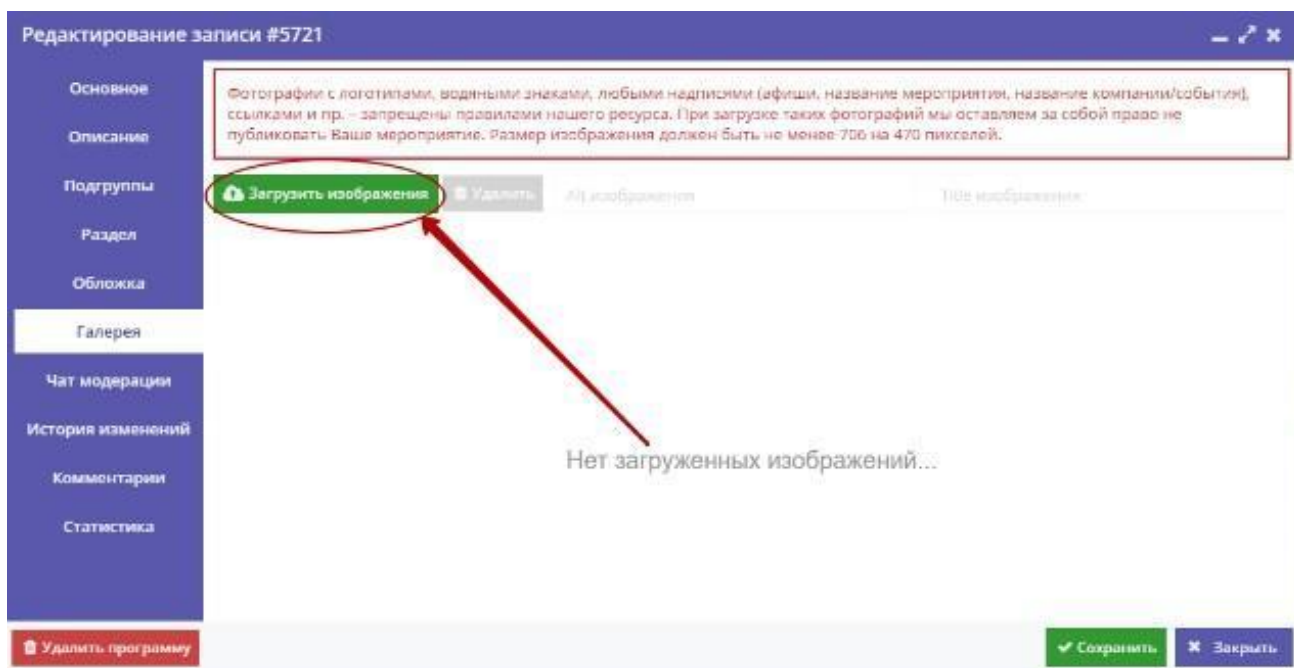 Редактирование записи #5721
Основное
Описание
Подгруппы
Раздел
Обложка
Галерея
Чат модерации
История изменений
Комментарии
Статистика
Удалить программу
Фотографии с логотипами, водяными знаками, любыми надписями (афиши, название мероприятия, название компании/события),
ссылками и пр. – запрещены правилами нашего ресурса. При загрузке таких фотографий мы оставляем за собой право не
публиковать Ваше мероприятие. Размер изображения должен быть не менее 706 на 470 пикселей.
Загрузить изображения Удалить Alt изображения Title изображения
Нет загруженных изображений...
Сохранить Закрыть